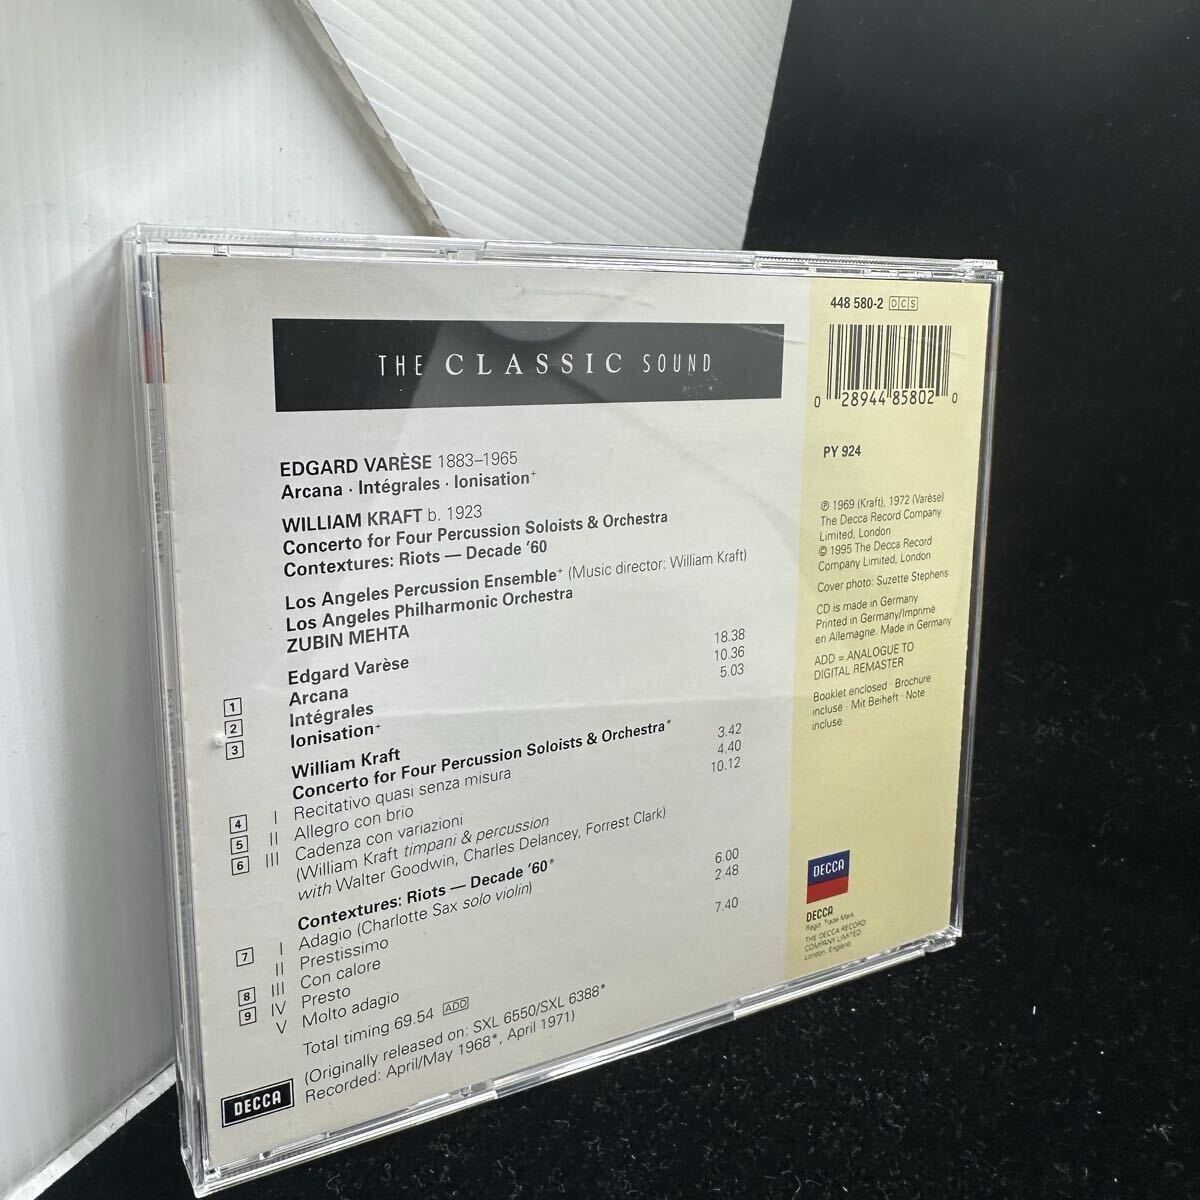 THE CLASSIC SOUND
EDGARD VARÈSE 1883–1965
Arcana · Intégrales · Ionisation+
WILLIAM KRAFT b. 1923
Concerto for Four Percussion Soloists & Orchestra
Contextures: Riots — Decade '60
Los Angeles Percussion Ensemble+ (Music director: William Kraft)
Los Angeles Philharmonic Orchestra
ZUBIN MEHTA
Edgard Varèse
1 Arcana 18.38
2 Intégrales 10.36
3 Ionisation+ 5.03
William Kraft
Concerto for Four Percussion Soloists & Orchestra*
4 I Recitativo quasi senza misura 3.42
5 II Allegro con brio 4.40
6 III Cadenza con variazioni 10.12
(William Kraft timpani & percussion
with Walter Goodwin, Charles Delancey, Forrest Clark)
Contextures: Riots — Decade '60*
7 I Adagio (Charlotte Sax solo violin) 6.00
II Prestissimo 2.48
8 III Con calore
9 IV Presto 7.40
V Molto adagio
Total timing 69.54 ADD
(Originally released on: SXL 6550/SXL 6388*
Recorded: April/May 1968*, April 1971)
DECCA
448 580-2 DCS
0 28944 85802 0
PY 924
℗ 1969 (Kraft), 1972 (Varèse)
The Decca Record Company
Limited, London
© 1995 The Decca Record
Company Limited, London
Cover photo: Suzette Stephens
CD is made in Germany
Printed in Germany/Imprimé
en Allemagne. Made in Germany
ADD = ANALOGUE TO
DIGITAL REMASTER
Booklet enclosed · Brochure
incluse · Mit Beiheft · Note
incluse
DECCA
DECCA
Regd. Trade Mark
THE DECCA RECORD
COMPANY LIMITED
London, England.